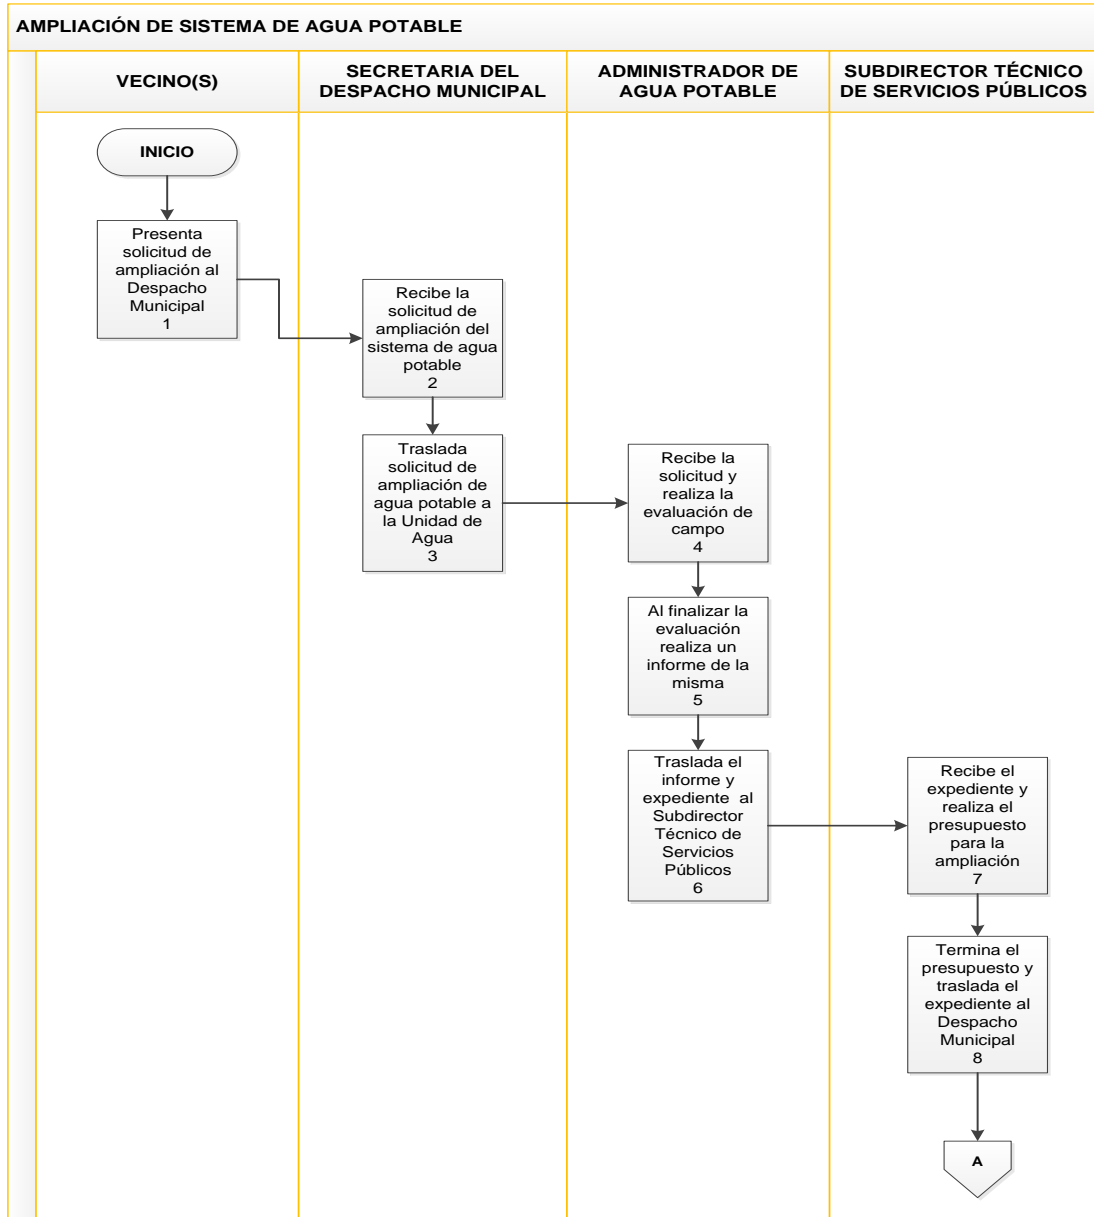 AMPLIACIÓN DE SISTEMA DE AGUA POTABLE
VECINO(S)
SECRETARIA DEL
DESPACHO MUNICIPAL
ADMINISTRADOR DE
AGUA POTABLE
SUBDIRECTOR TÉCNICO
DE SERVICIOS PÚBLICOS
INICIO
Presenta
solicitud de
ampliación al
Despacho
Municipal
1
Recibe la
solicitud de
ampliación del
sistema de agua
potable
2
Traslada
solicitud de
ampliación de
agua potable a
la Unidad de
Agua
3
Recibe la
solicitud y
realiza la
evaluación de
campo
4
Al finalizar la
evaluación
realiza un
informe de la
misma
5
Traslada el
informe y
expediente al
Subdirector
Técnico de
Servicios
Públicos
6
Recibe el
expediente y
realiza el
presupuesto
para la
ampliación
7
Termina el
presupuesto y
traslada el
expediente al
Despacho
Municipal
8
A